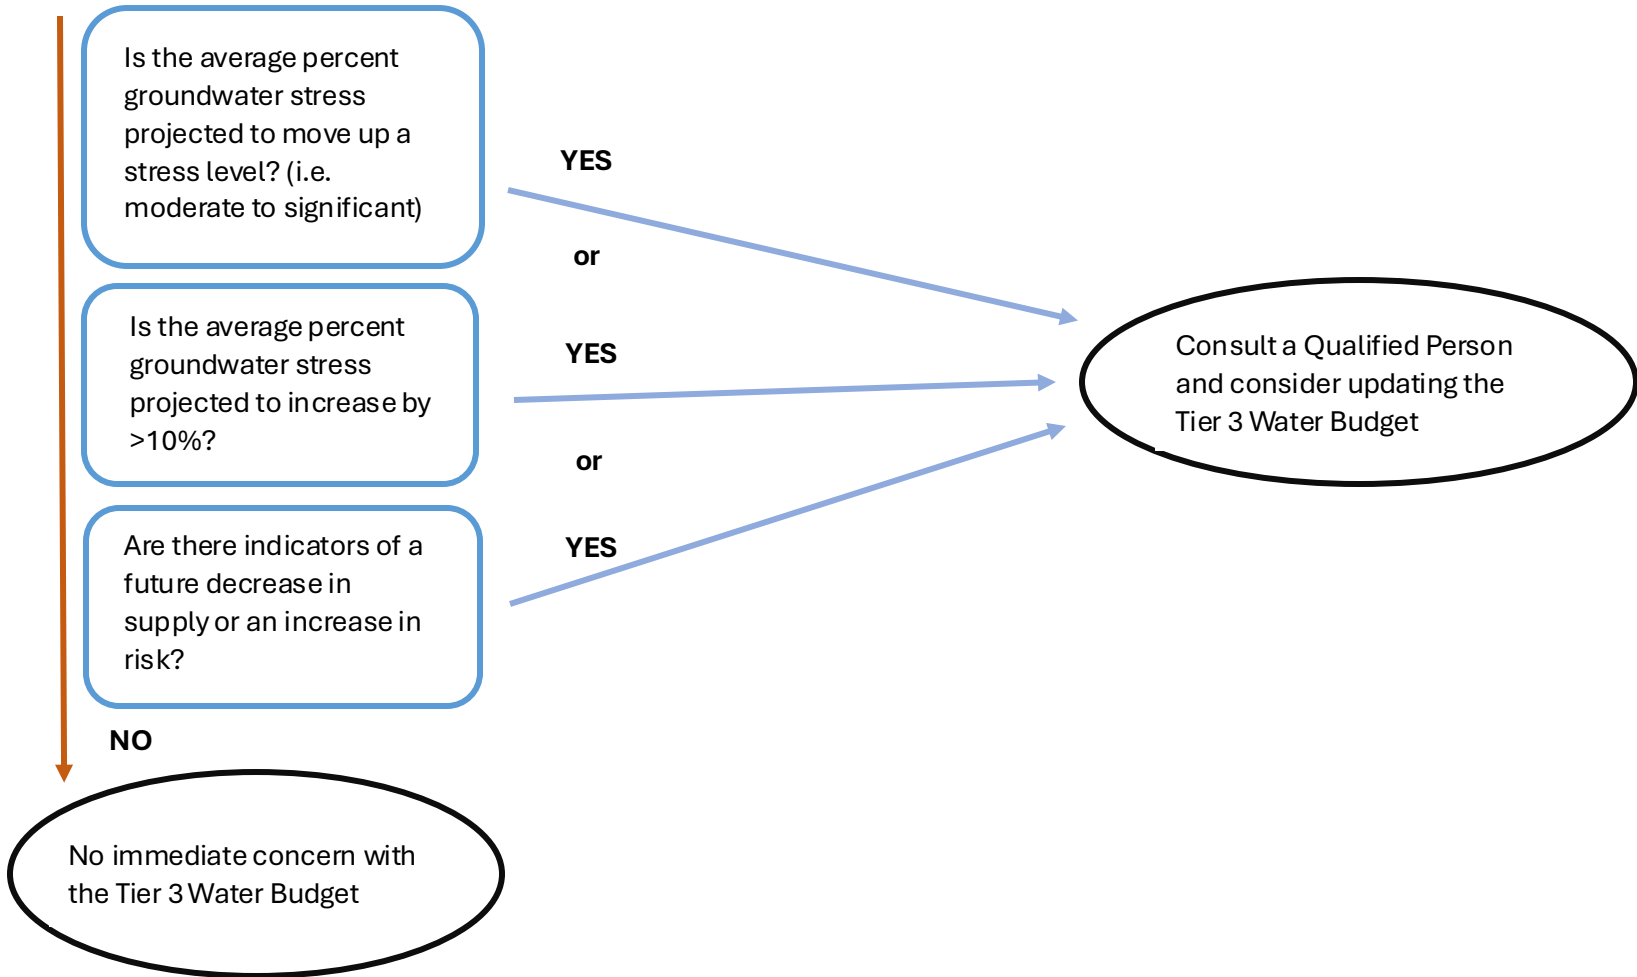 Is the average percent
groundwater stress
projected to move up a
stress level? (i.e.
moderate to significant)
YES
or
Is the average percent
groundwater stress
projected to increase by
>10%?
YES
or
Are there indicators of a
future decrease in
supply or an increase in
risk?
YES
Consult a Qualified Person
and consider updating the
Tier 3 Water Budget
NO
No immediate concern with
the Tier 3 Water Budget